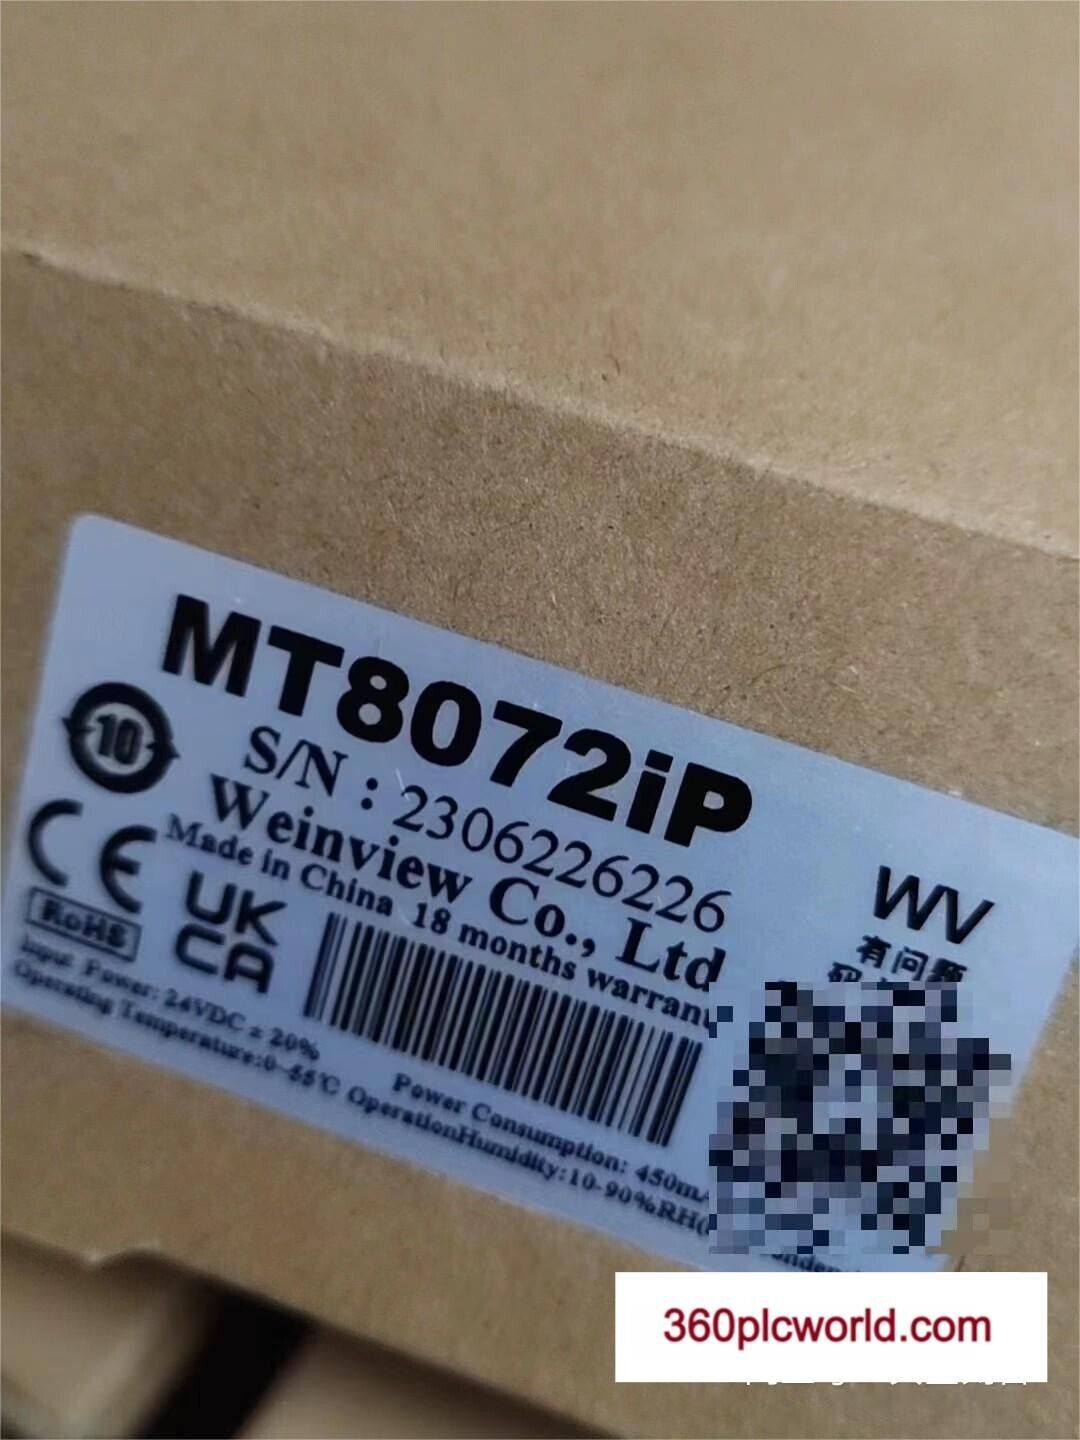 MT8072iP
10
S/N : 2306226226
Weinview Co., Ltd
Made in China 18 months warrant
CE
UK
CA
RoHS
WV
有问题
码
Input Power: 24VDC ± 20%
Power Consumption: 450mA
Operating Temperature:0~55℃ OperationHumidity:10-90%RH(
360plcworld.com